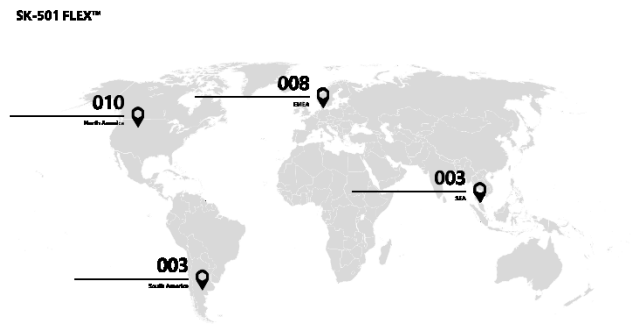 SK-501 FLEX™
008
EMEA
010
North America
003
SEA
003
South America